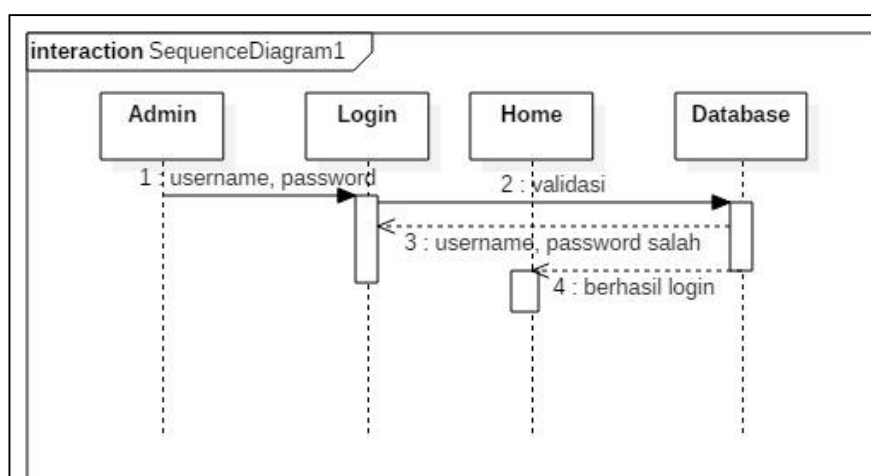 interaction SequenceDiagram1
Admin
Login
Home
Database
1 : username, password
2 : validasi
3 : username, password salah
4 : berhasil login